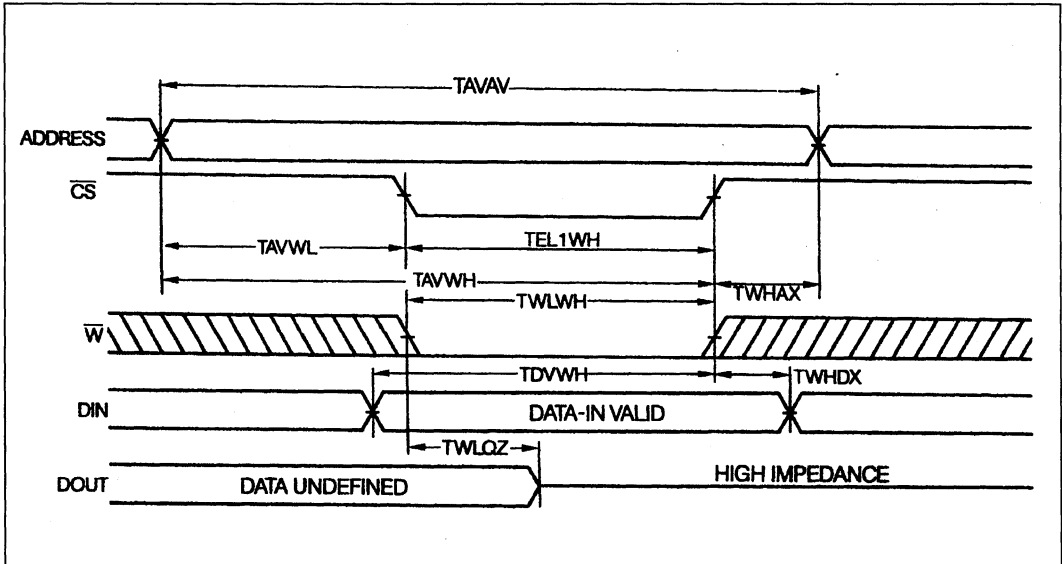 TAVAV
ADDRESS
C̅S̅
TAVWL
TEL1WH
TAVWH
TWHAX
TWLWH
W̅
TDVWH
TWHDX
DIN
DATA-IN VALID
TWLQZ
DOUT
DATA UNDEFINED
HIGH IMPEDANCE